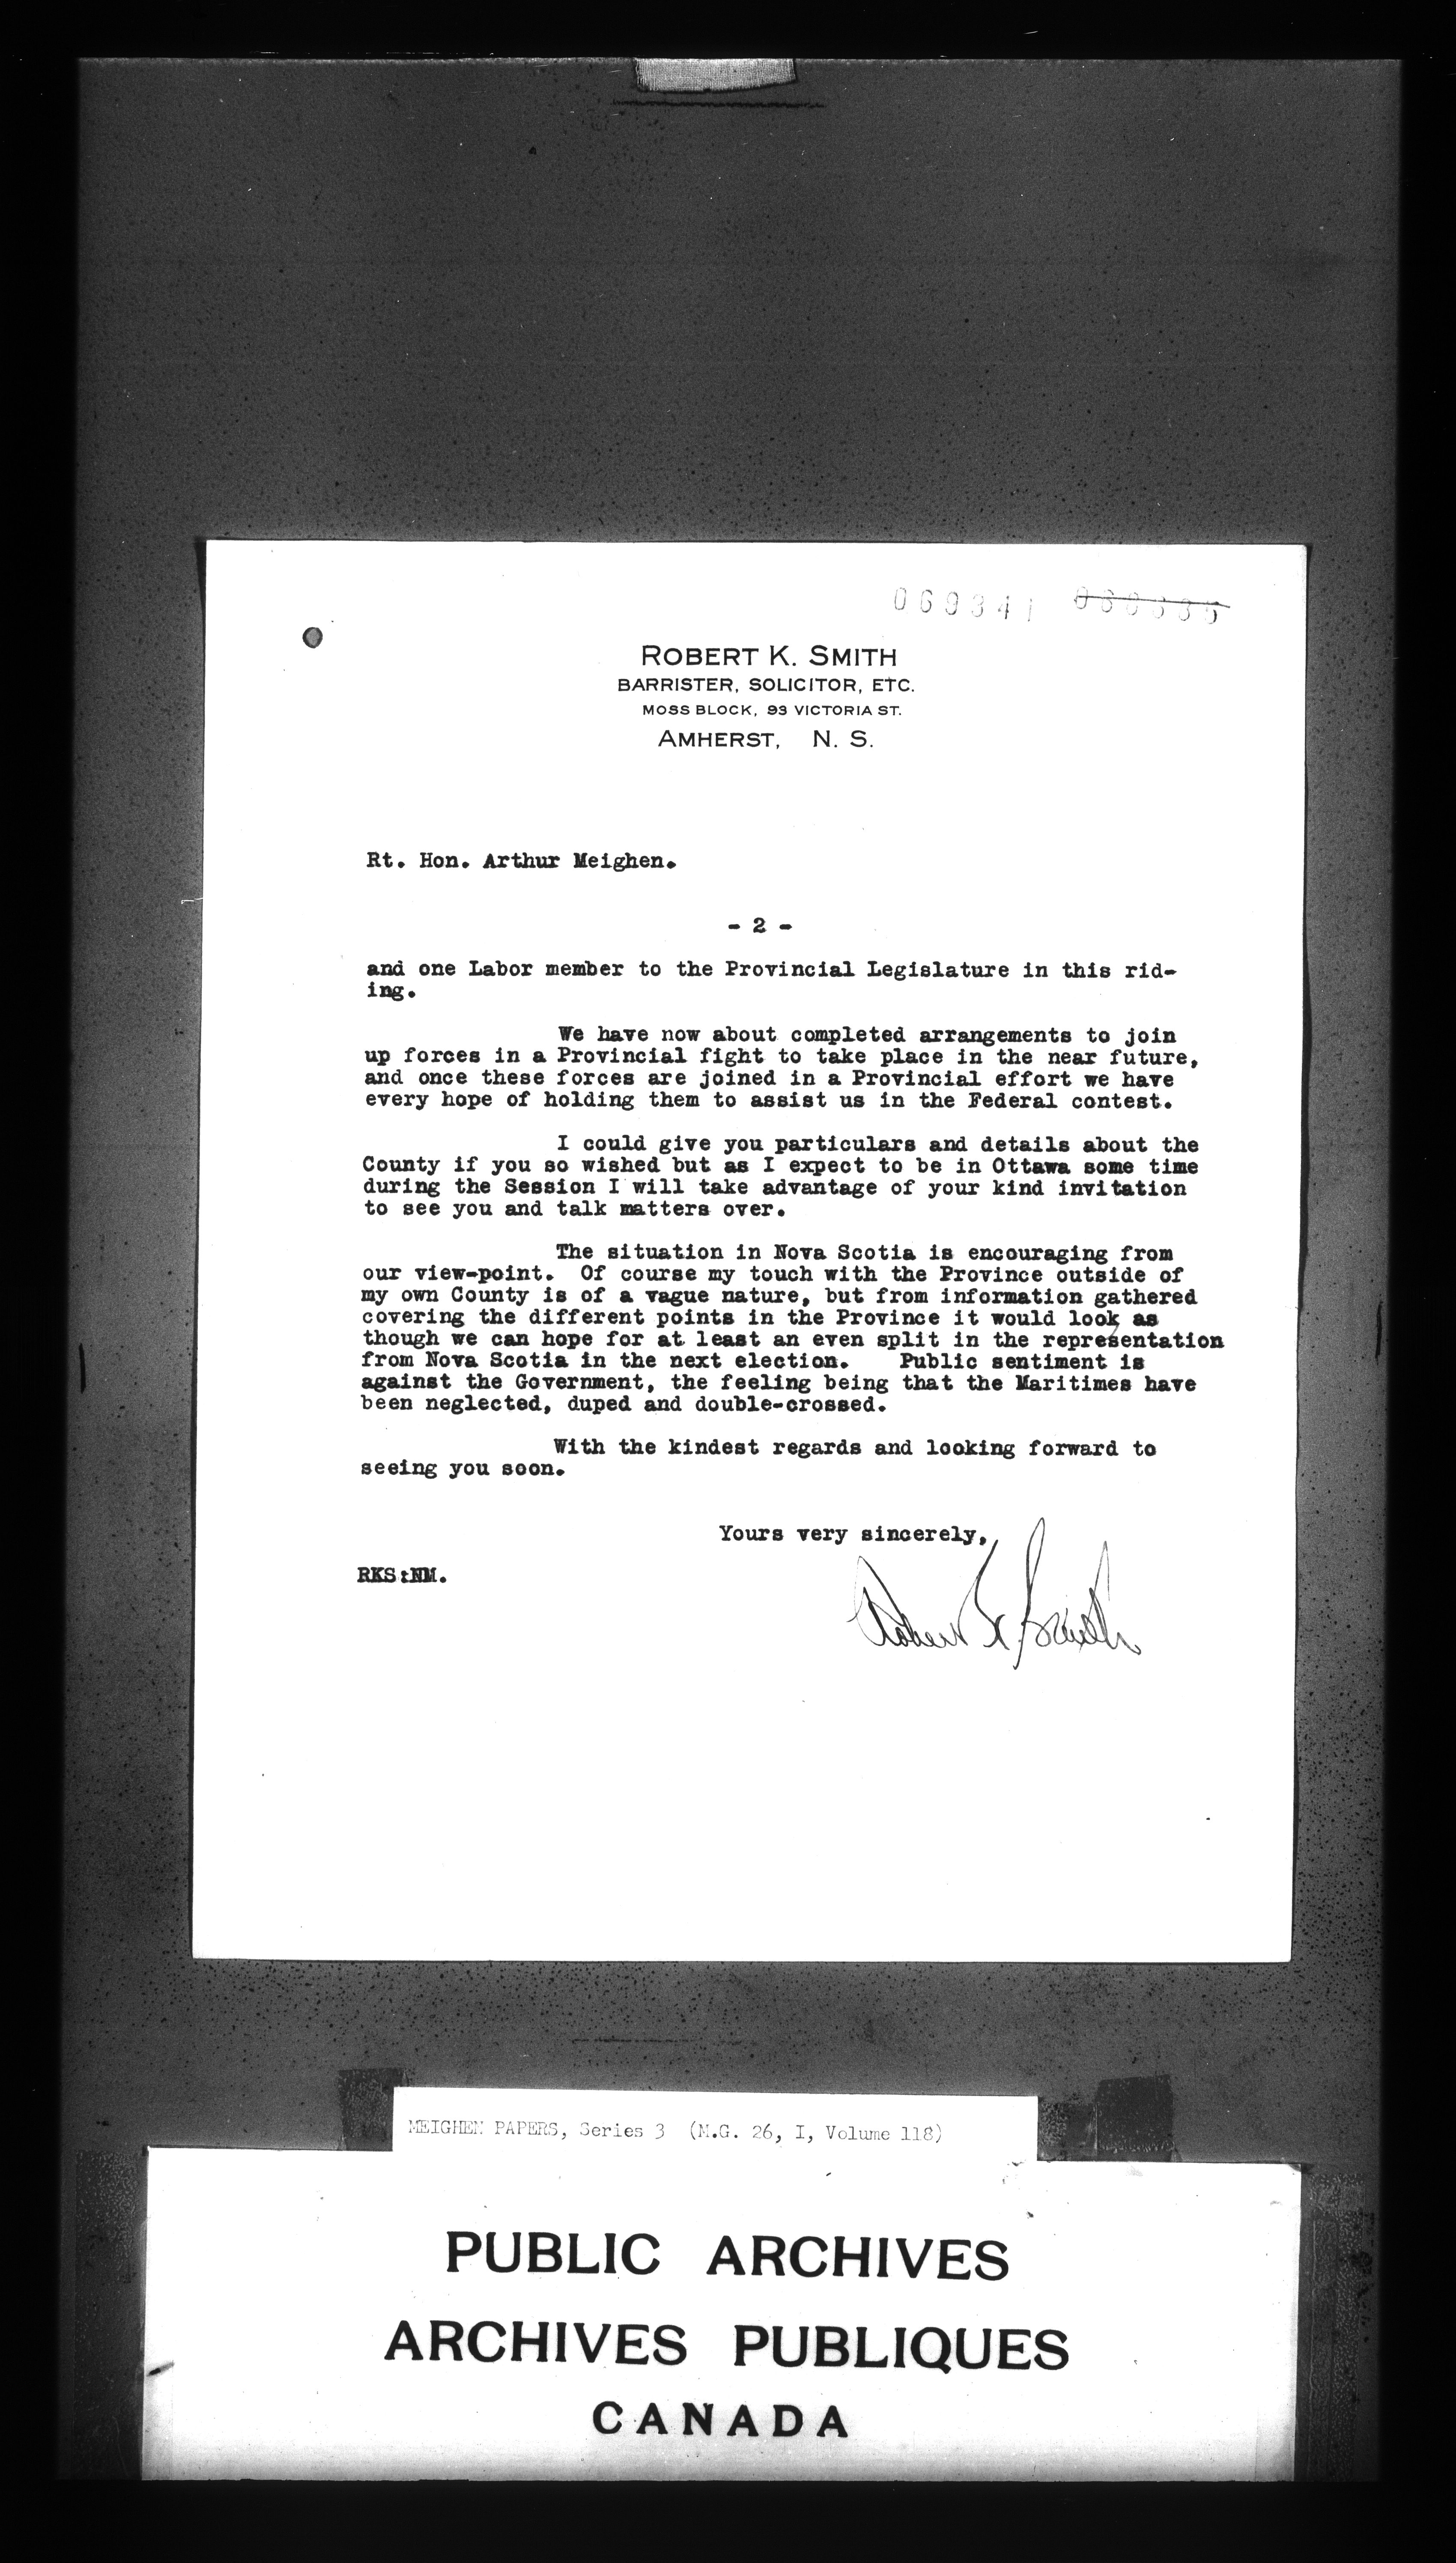 069341
ROBERT K. SMITH
BARRISTER, SOLICITOR, ETC.
MOSS BLOCK, 93 VICTORIA ST.
AMHERST, N. S.
Rt. Hon. Arthur Meighen.
- 2 -
and one Labor member to the Provincial Legislature in this rid-
ing.
We have now about completed arrangements to join
up forces in a Provincial fight to take place in the near future,
and once these forces are joined in a Provincial effort we have
every hope of holding them to assist us in the Federal contest.
I could give you particulars and details about the
County if you so wished but as I expect to be in Ottawa some time
during the Session I will take advantage of your kind invitation
to see you and talk matters over.
The situation in Nova Scotia is encouraging from
our view-point. Of course my touch with the Province outside of
my own County is of a vague nature, but from information gathered
covering the different points in the Province it would look as
though we can hope for at least an even split in the representation
from Nova Scotia in the next election. Public sentiment is
against the Government, the feeling being that the Maritimes have
been neglected, duped and double-crossed.
With the kindest regards and looking forward to
seeing you soon.
Yours very sincerely,
RKS:NM.
Robert K Smith
MEIGHEN PAPERS, Series 3 (M.G. 26, I, Volume 118)
PUBLIC ARCHIVES
ARCHIVES PUBLIQUES
CANADA